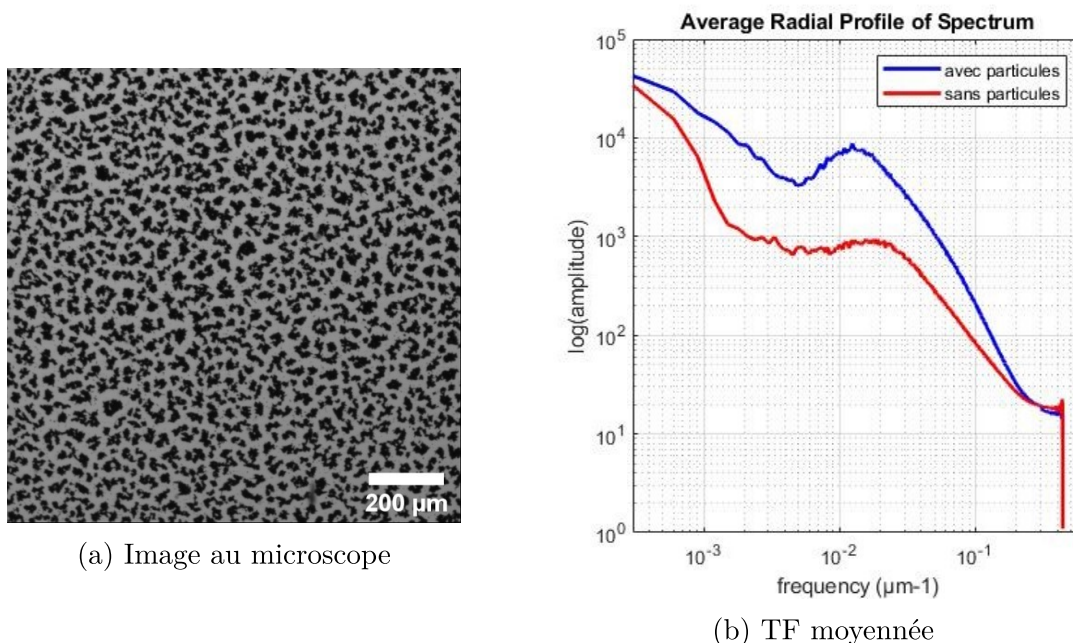 200 µm
(a) Image au microscope
Average Radial Profile of Spectrum
10^5
10^4
10^3
10^2
10^1
10^0
log(amplitude)
avec particules
sans particules
10^-3
10^-2
10^-1
frequency (µm-1)
(b) TF moyennée